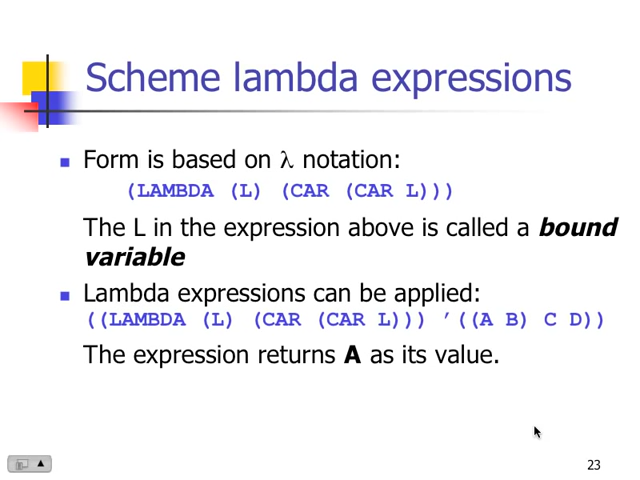 Scheme lambda expressions
Form is based on λ notation:
(LAMBDA (L) (CAR (CAR L)))
The L in the expression above is called a bound
variable
Lambda expressions can be applied:
((LAMBDA (L) (CAR (CAR L))) ’((A B) C D))
The expression returns A as its value.
23